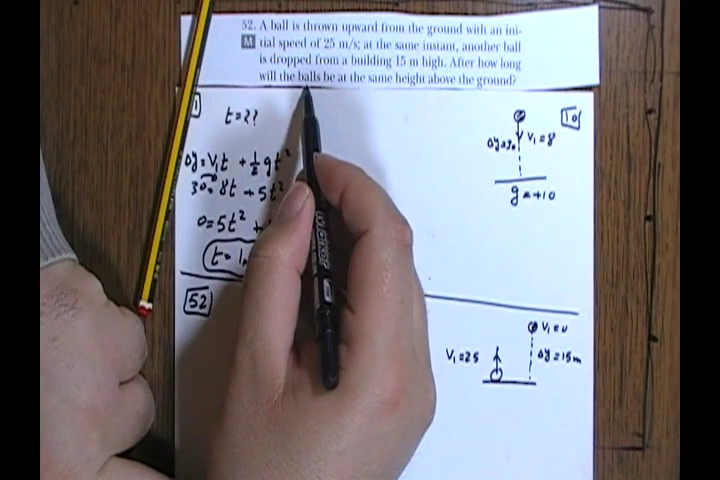 52. A ball is thrown upward from the ground with an ini-
M tial speed of 25 m/s; at the same instant, another ball
is dropped from a building 15 m high. After how long
will the balls be at the same height above the ground?
t=??
Δy=V₁t + ½gt²
30=8t+5t²
0=5t²+
t=1
10
V₁=8
g=+10
52
V₁=0
V₁=25
Δy=15m